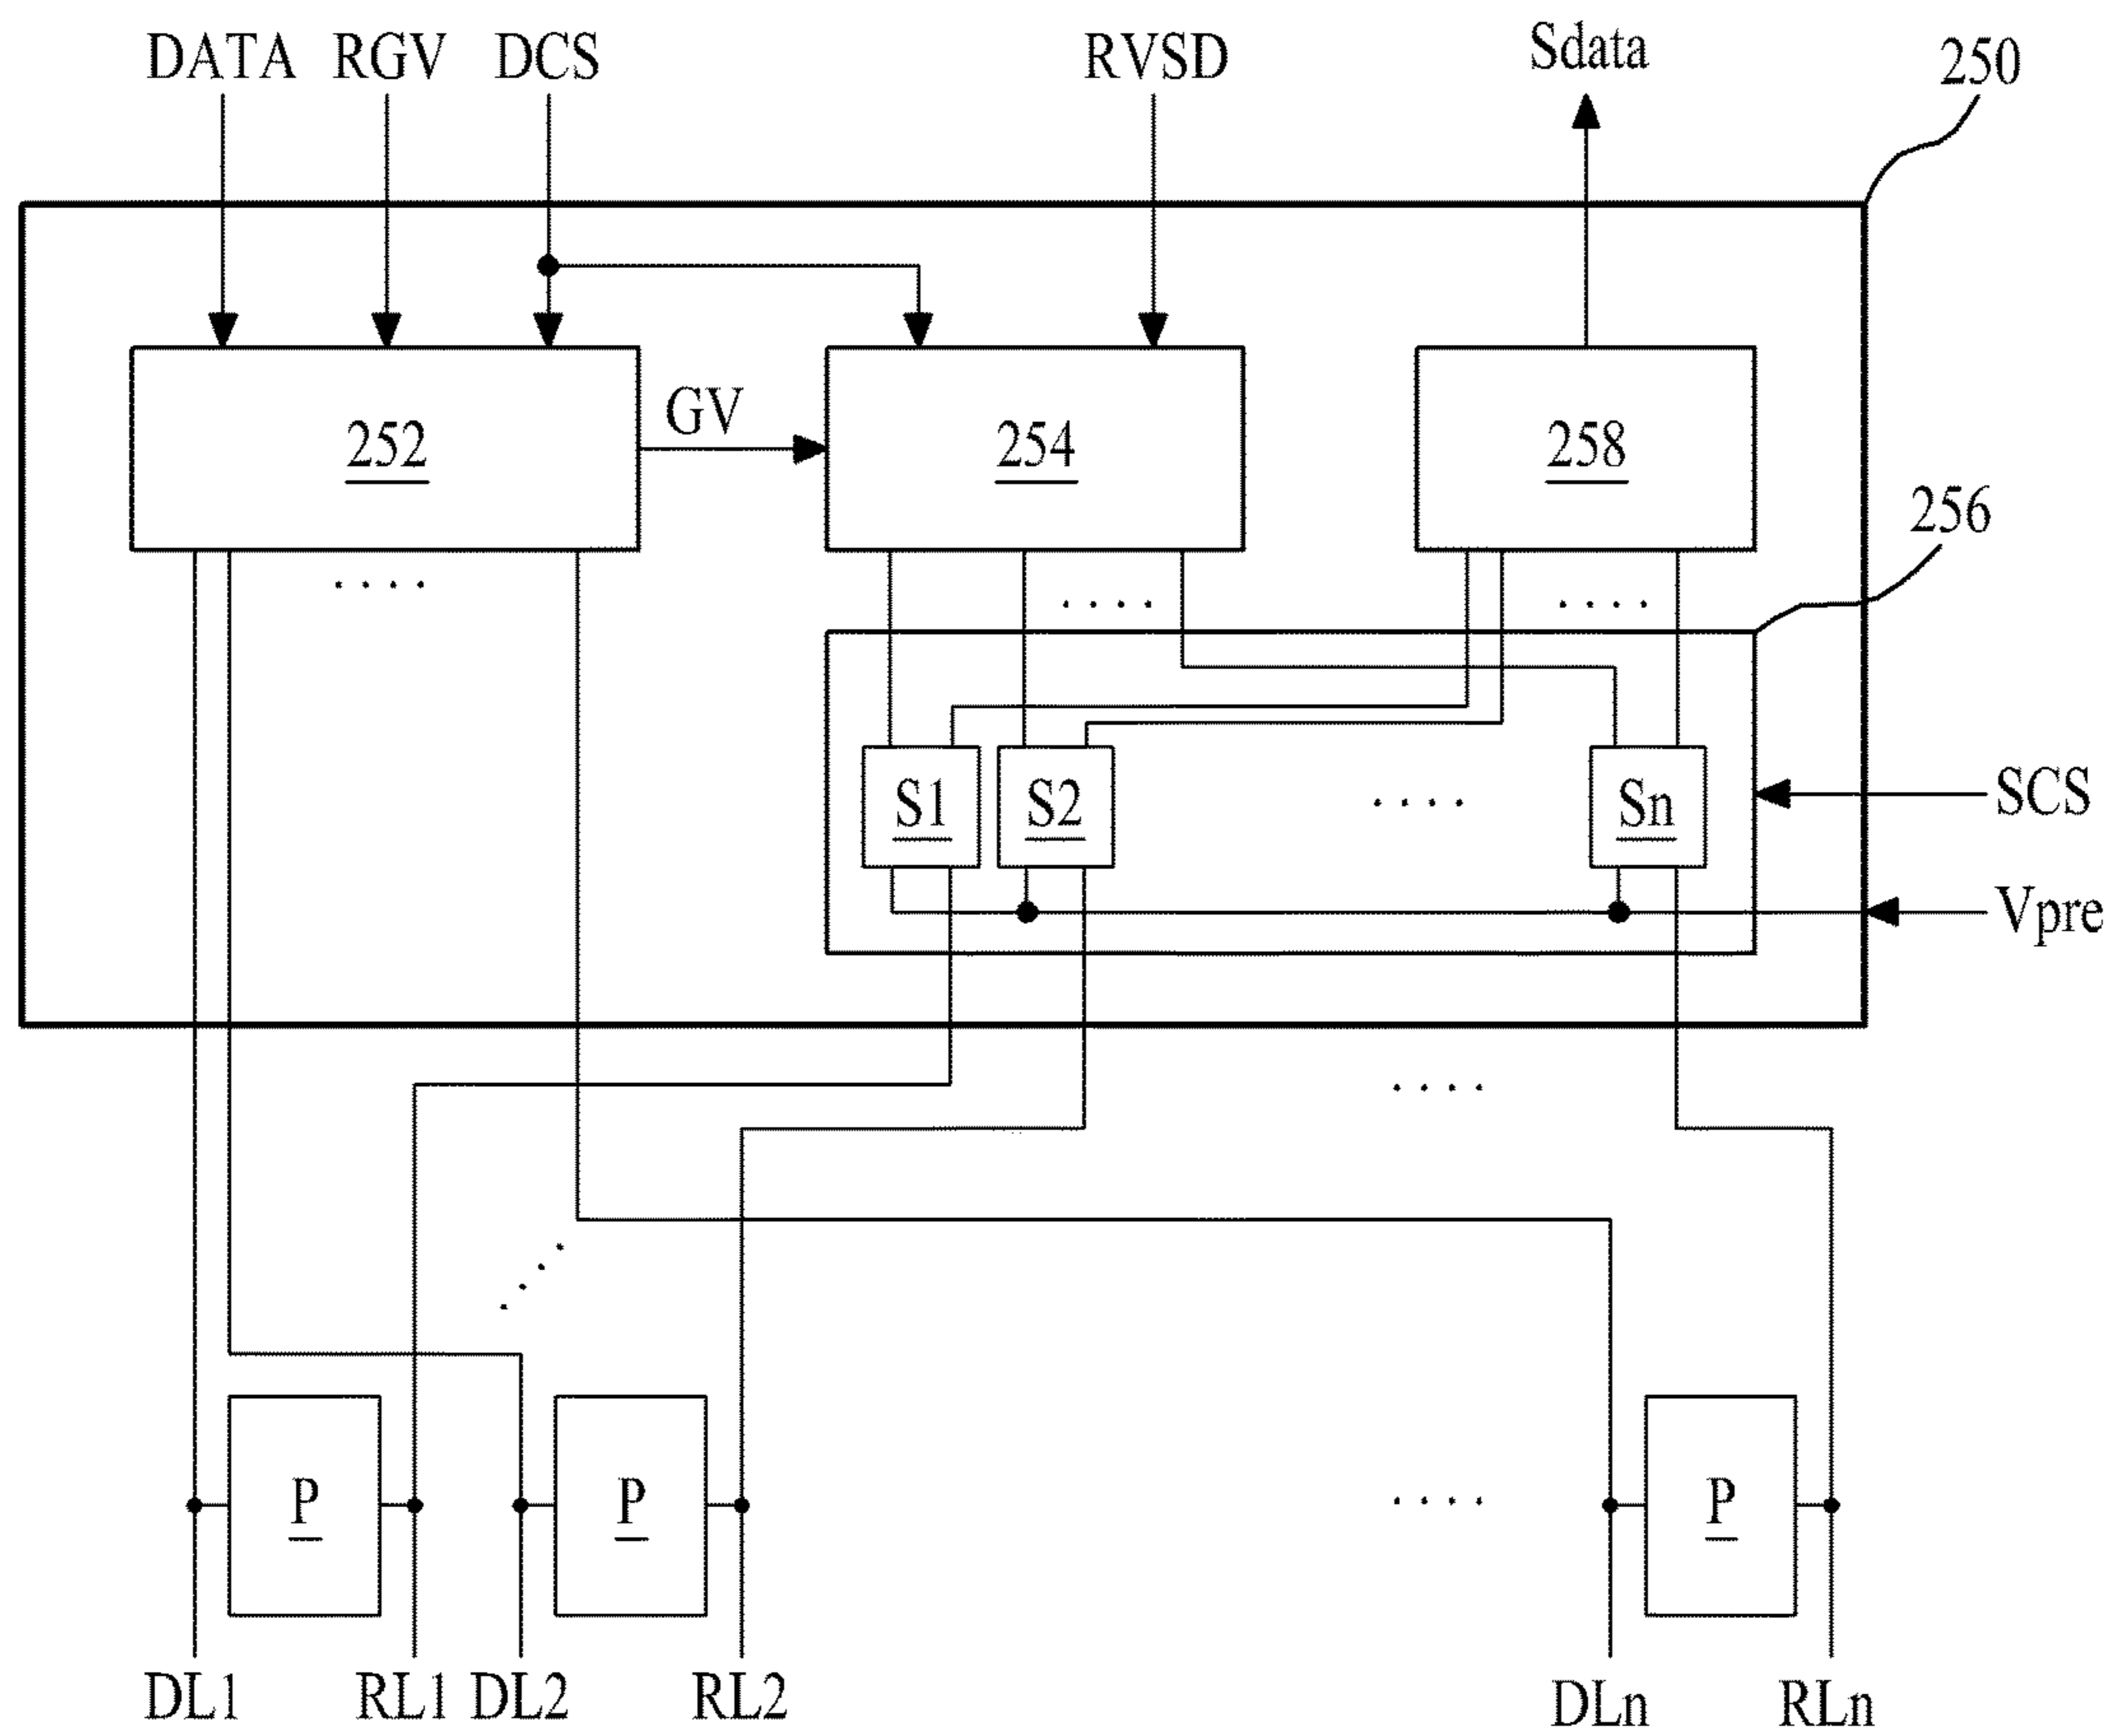 DATA RGV DCS RVSD Sdata
250
GV
252 254 258
256
S1 S2 Sn
SCS
Vpre
P P P
DL1 RL1 DL2 RL2 DLn RLn